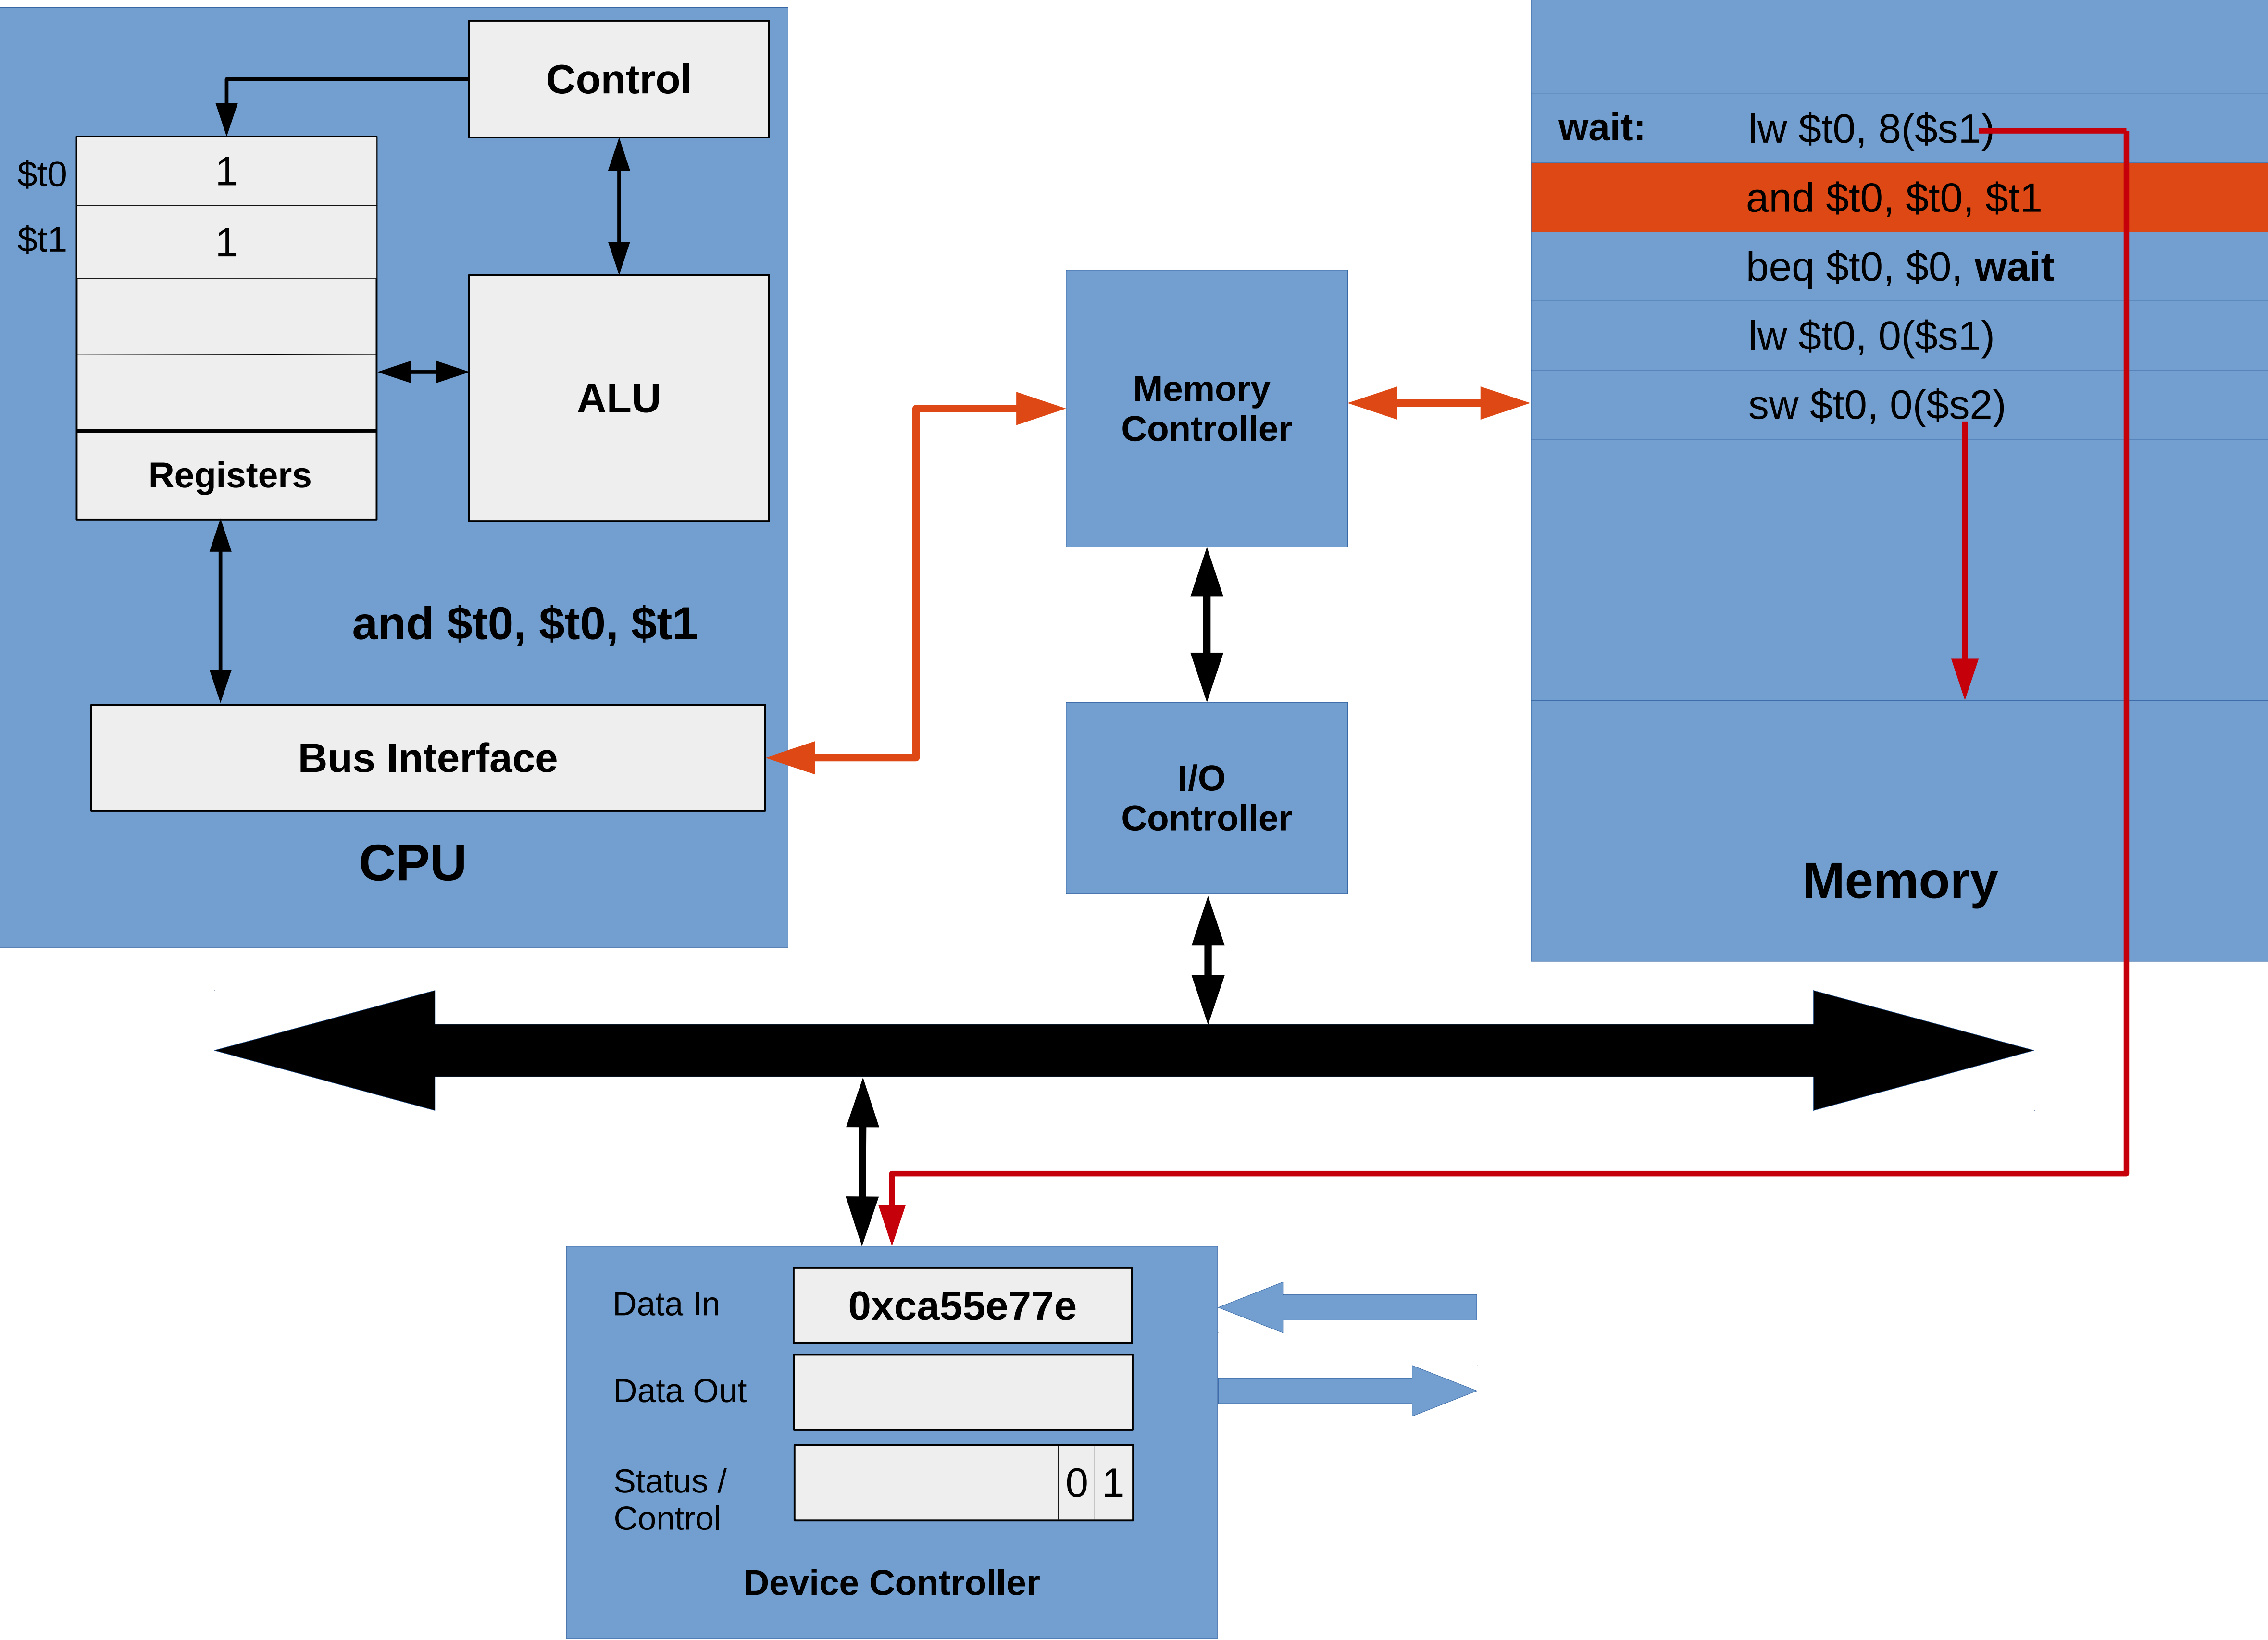 Control
$t0 1
$t1 1
ALU
Registers
and $t0, $t0, $t1
Bus Interface
CPU
Memory
Controller
I/O
Controller
wait: lw $t0, 8($s1)
and $t0, $t0, $t1
beq $t0, $0, wait
lw $t0, 0($s1)
sw $t0, 0($s2)
Memory
Data In 0xca55e77e
Data Out
Status / 0 1
Control
Device Controller